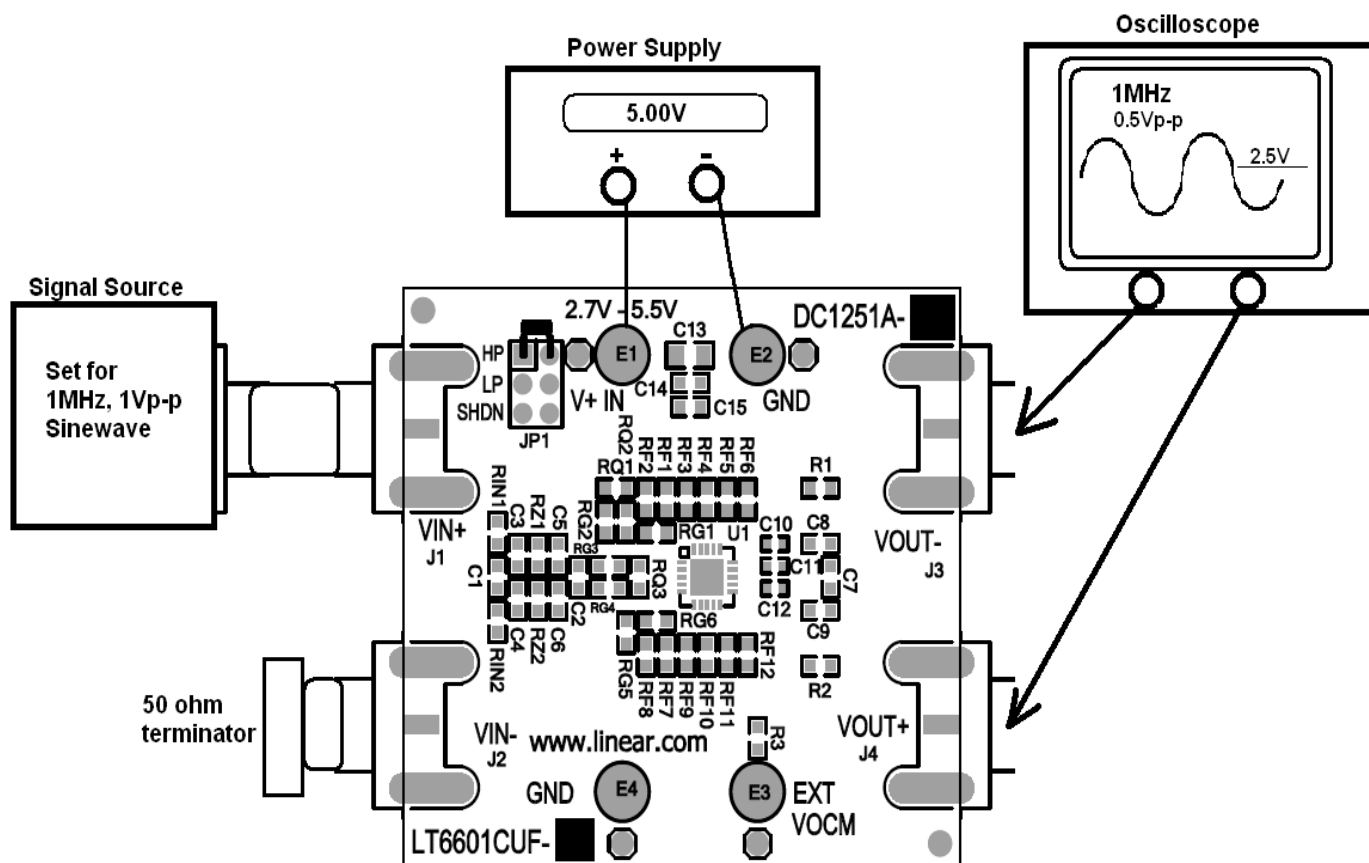 Oscilloscope
Power Supply
5.00V
+
-
1MHz
0.5Vp-p
2.5V
Signal Source
Set for
1MHz, 1Vp-p
Sinewave
2.7V - 5.5V
DC1251A-
HP
LP
SHDN
JP1
E1
V+ IN
C13
C14
C15
E2
GND
RQ2
RF2
RF1
RF3
RF4
RF5
RF6
RQ1
R1
RG2
RG1
U1
VIN+
J1
RIN1
C3
RZ1
C5
RG3
C10
C8
C11
VOUT-
J3
C1
RQ3
C7
C12
RG4
C2
C9
RG6
C4
RZ2
C6
RIN2
RG5
RF8
RF7
RF9
RF10
RF11
RF12
R2
50 ohm
terminator
VIN-
J2
www.linear.com
R3
VOUT+
J4
GND
E4
E3
EXT
VOCM
LT6601CUF-